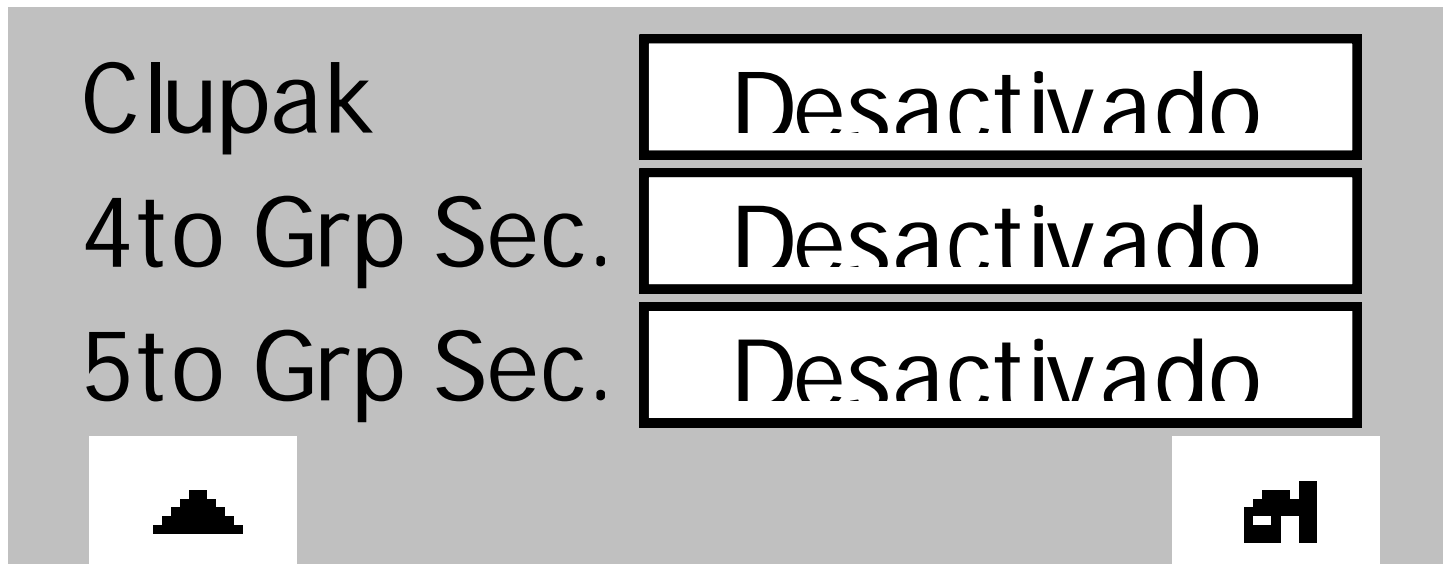 Clupak Desactivado
4to Grp Sec. Desactivado
5to Grp Sec. Desactivado